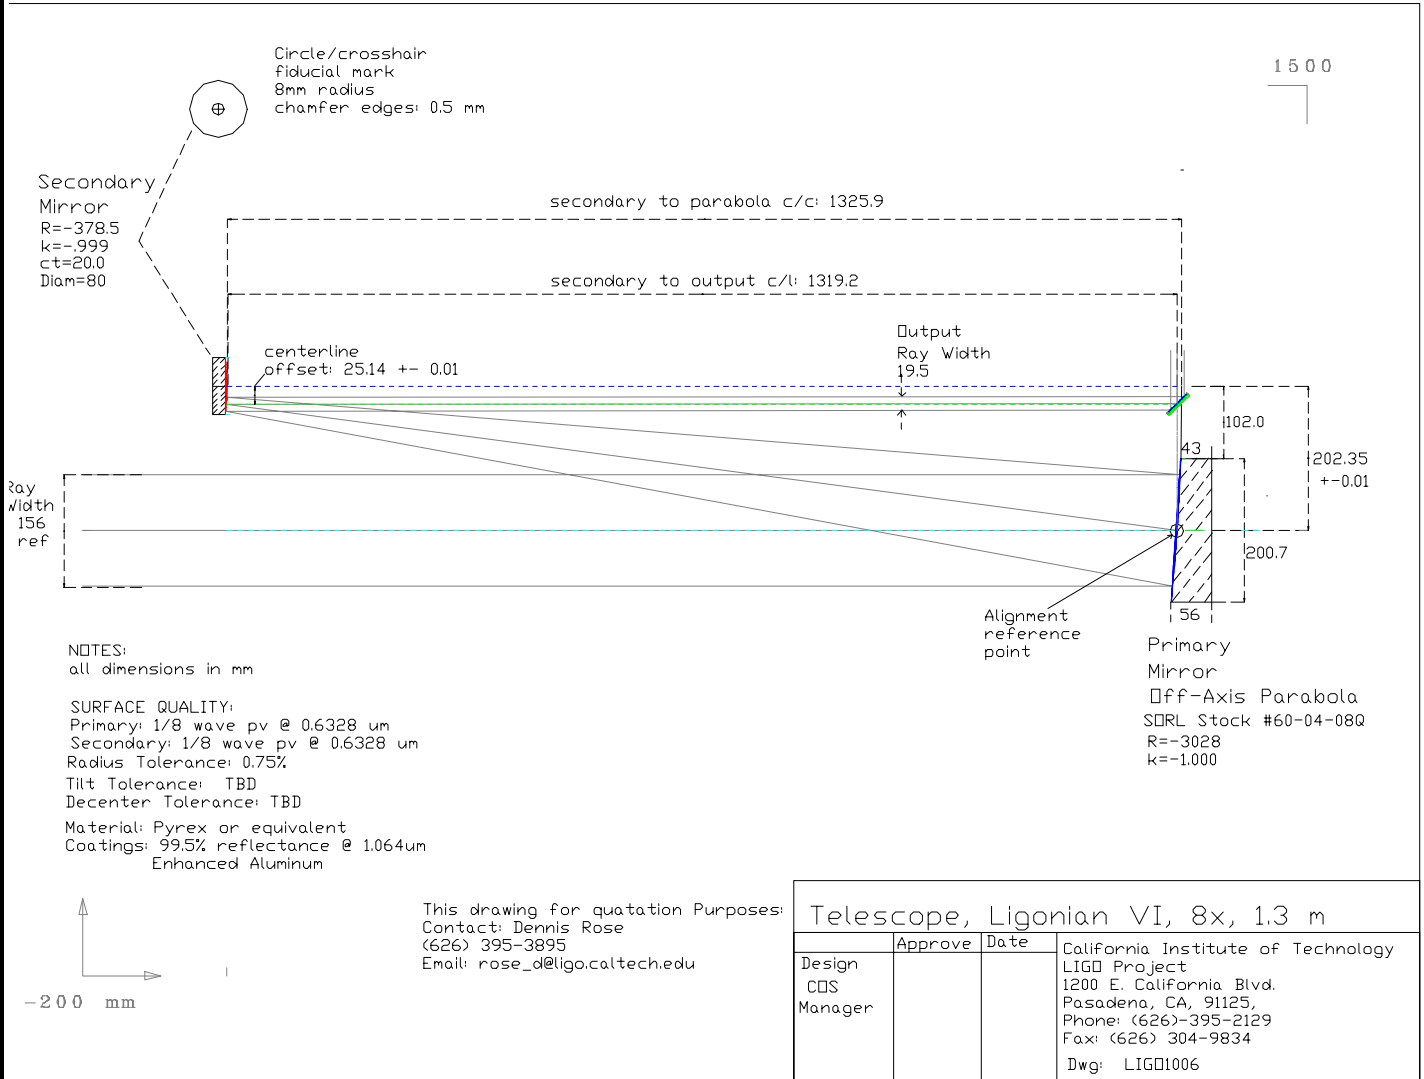 Circle/crosshair
fiducial mark
8mm radius
chamfer edges: 0.5 mm
1500
Secondary
Mirror
R=-378.5
k=-.999
ct=20.0
Diam=80
secondary to parabola c/c: 1325.9
secondary to output c/l: 1319.2
centerline
offset: 25.14 +- 0.01
Output
Ray Width
19.5
102.0
43
202.35
+-0.01
Ray
Width
156
ref
200.7
56
Alignment
reference
point
Primary
Mirror
Off-Axis Parabola
SORL Stock #60-04-08Q
R=-3028
k=-1.000
NOTES:
all dimensions in mm
SURFACE QUALITY:
Primary: 1/8 wave pv @ 0.6328 um
Secondary: 1/8 wave pv @ 0.6328 um
Radius Tolerance: 0.75%
Tilt Tolerance: TBD
Decenter Tolerance: TBD
Material: Pyrex or equivalent
Coatings: 99.5% reflectance @ 1.064um
Enhanced Aluminum
-200 mm
This drawing for quatation Purposes:
Contact: Dennis Rose
(626) 395-3895
Email: rose_d@ligo.caltech.edu
Telescope, Ligonian VI, 8x, 1.3 m
Approve Date
Design
COS
Manager
California Institute of Technology
LIGO Project
1200 E. California Blvd.
Pasadena, CA, 91125,
Phone: (626)-395-2129
Fax: (626) 304-9834
Dwg: LIGO1006